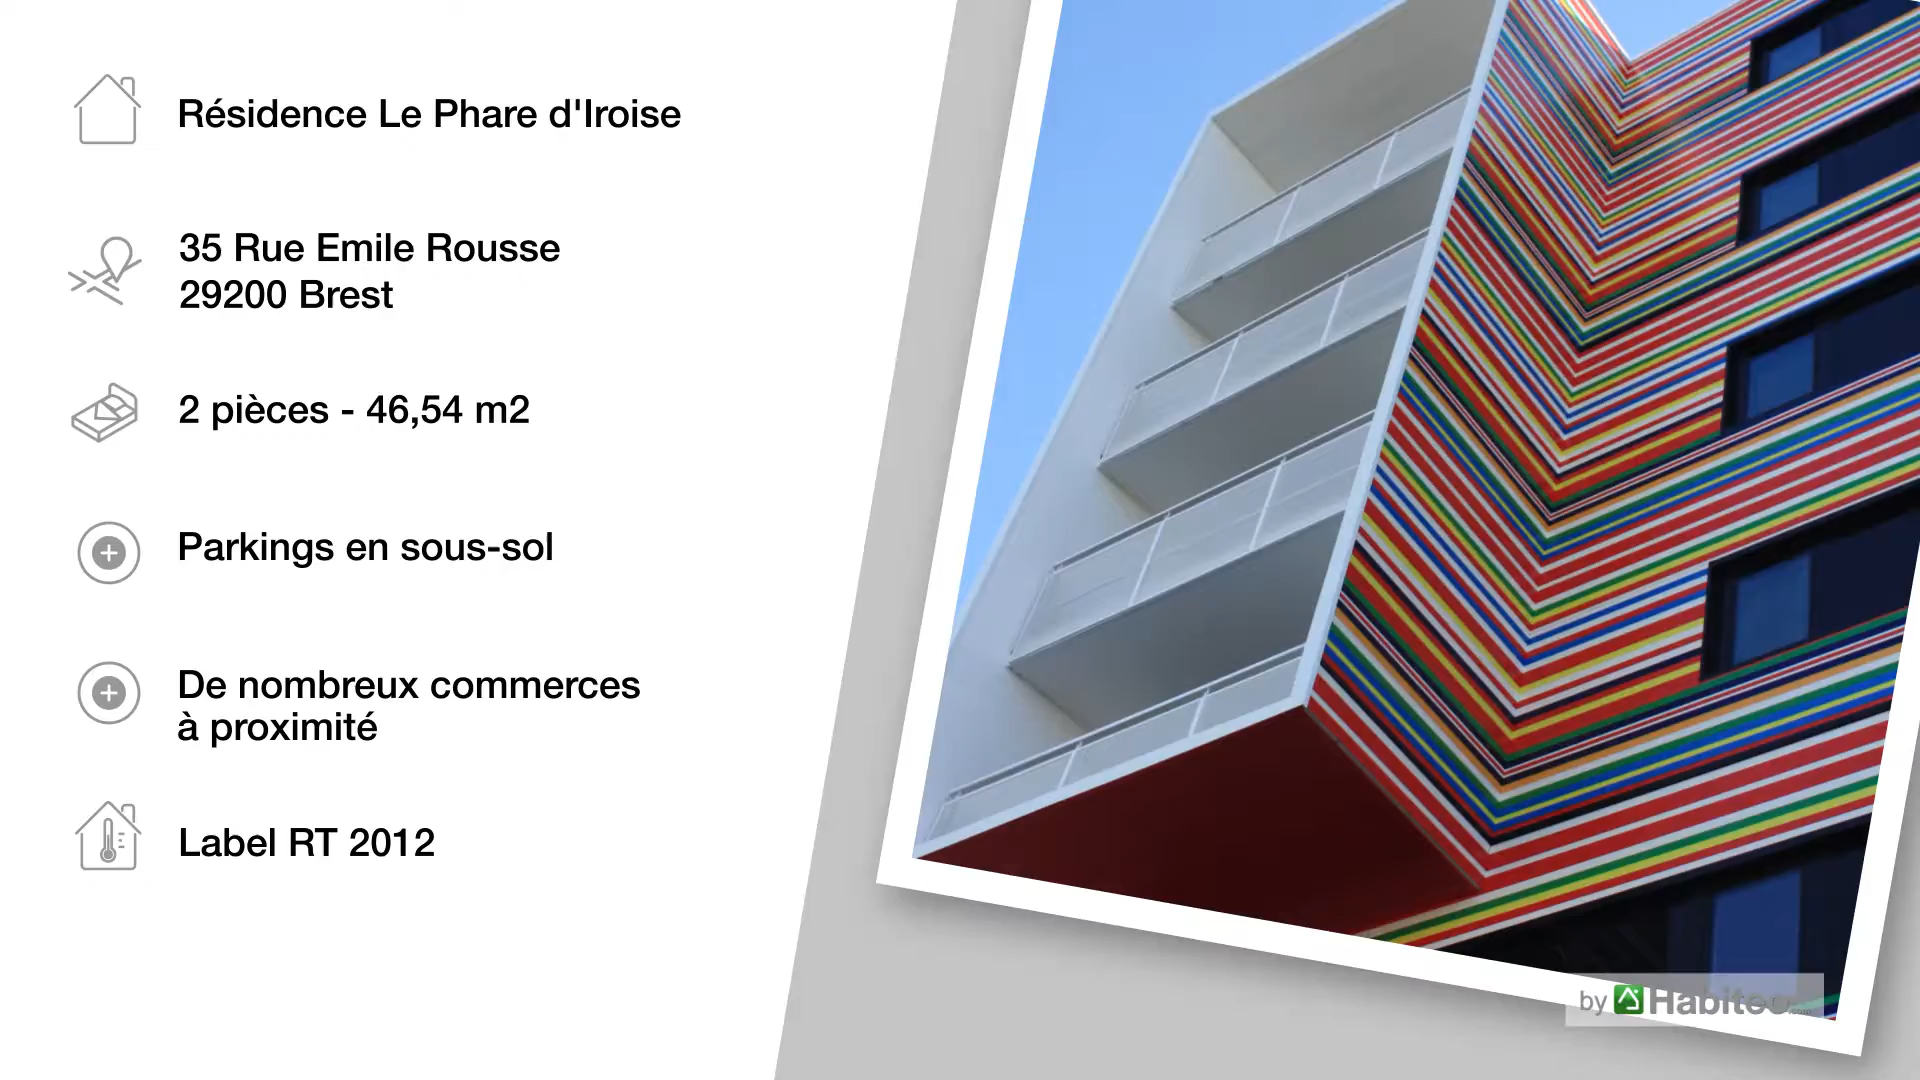 Résidence Le Phare d'Iroise
35 Rue Emile Rousse
29200 Brest
2 pièces - 46,54 m2
Parkings en sous-sol
De nombreux commerces
à proximité
Label RT 2012
by Habiteo